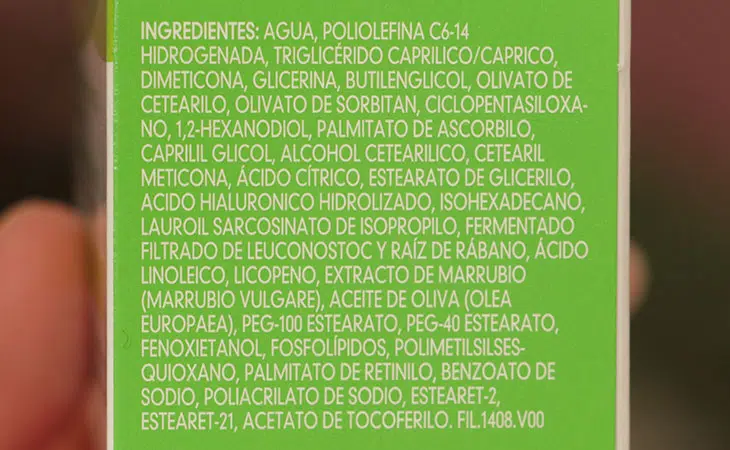 INGREDIENTES: AGUA, POLIOLEFINA C6-14
HIDROGENADA, TRIGLICÉRIDO CAPRILICO/CAPRICO,
DIMETICONA, GLICERINA, BUTILENGLICOL, OLIVATO DE
CETEARILO, OLIVATO DE SORBITAN, CICLOPENTASILOXA-
NO, 1,2-HEXANODIOL, PALMITATO DE ASCORBILO,
CAPRILIL GLICOL, ALCOHOL CETEARILICO, CETEARIL
METICONA, ÁCIDO CÍTRICO, ESTEARATO DE GLICERILO,
ACIDO HIALURONICO HIDROLIZADO, ISOHEXADECANO,
LAUROIL SARCOSINATO DE ISOPROPILO, FERMENTADO
FILTRADO DE LEUCONOSTOC Y RAÍZ DE RÁBANO, ÁCIDO
LINOLEICO, LICOPENO, EXTRACTO DE MARRUBIO
(MARRUBIO VULGARE), ACEITE DE OLIVA (OLEA
EUROPAEA), PEG-100 ESTEARATO, PEG-40 ESTEARATO,
FENOXIETANOL, FOSFOLÍPIDOS, POLIMETILSILSES-
QUIOXANO, PALMITATO DE RETINILO, BENZOATO DE
SODIO, POLIACRILATO DE SODIO, ESTEARET-2,
ESTEARET-21, ACETATO DE TOCOFERILO. FIL.1408.V00